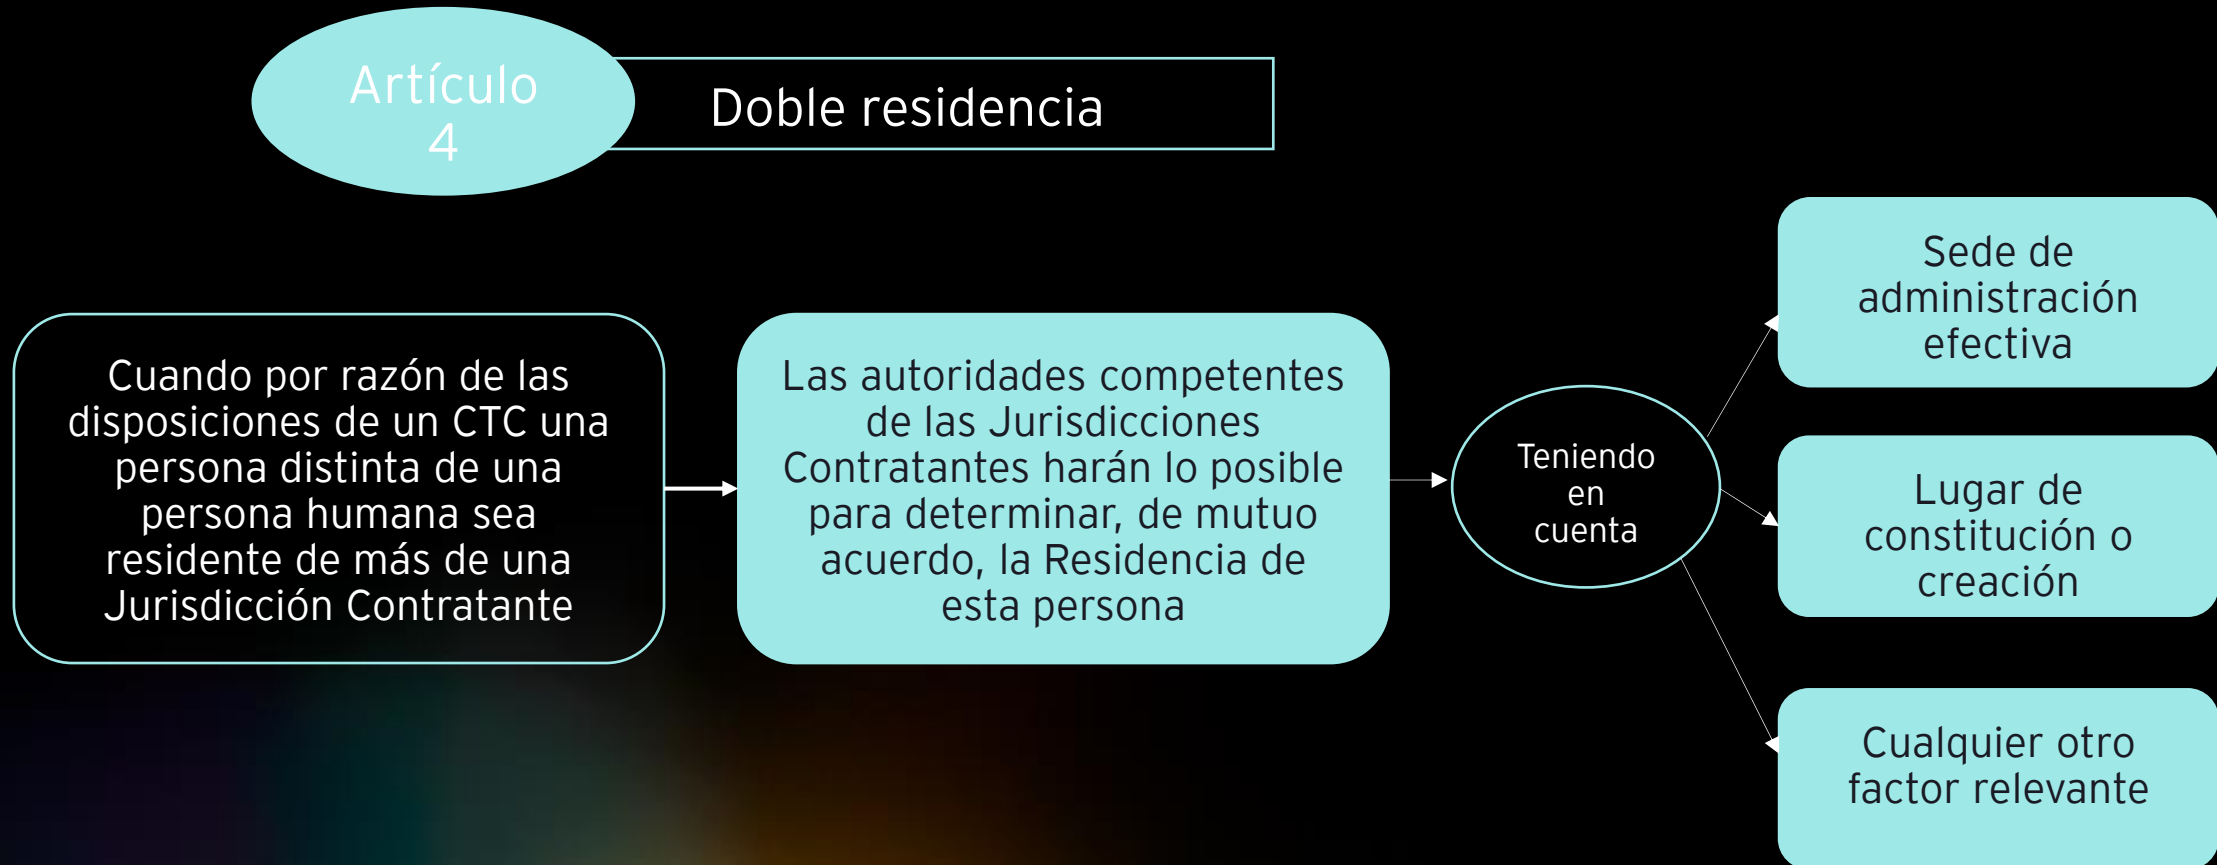 Artículo
4
Doble residencia
Cuando por razón de las
disposiciones de un CTC una
persona distinta de una
persona humana sea
residente de más de una
Jurisdicción Contratante
Las autoridades competentes
de las Jurisdicciones
Contratantes harán lo posible
para determinar, de mutuo
acuerdo, la Residencia de
esta persona
Teniendo
en
cuenta
Sede de
administración
efectiva
Lugar de
constitución o
creación
Cualquier otro
factor relevante